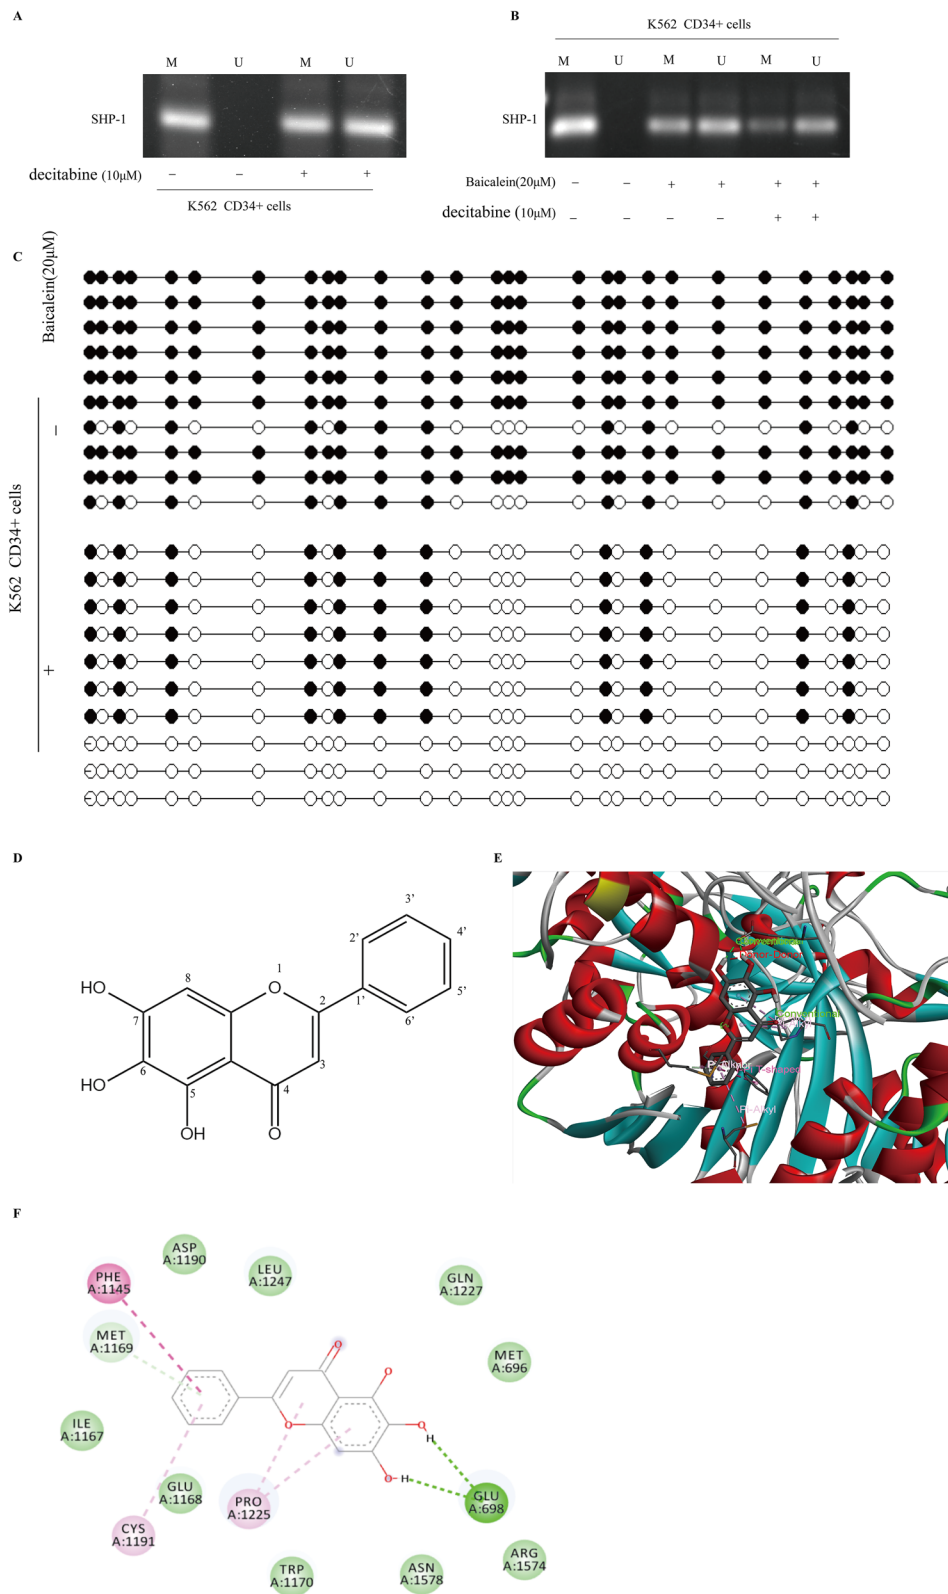 A
M U M U
SHP-1
decitabine (10μM) – – + +
K562 CD34+ cells
B
K562 CD34+ cells
M U M U M U
SHP-1
Baicalein(20μM) – – + + + +
decitabine (10μM) – – – – + +
C
Baicalein(20μM)
–
+
K562 CD34+ cells
D
3'
2' 4'
8 1
HO O 2 1' 5'
7 6'
6 3
HO 5 4
OH O
E
Conventional
Pi-Alkyl
F
ASP
A:1190
PHE
A:1145
LEU
A:1247
GLN
A:1227
MET
A:1169
O
MET
A:696
O
ILE
A:1167
O
O
H
GLU
A:1168
PRO
A:1225
O H
GLU
A:698
CYS
A:1191
TRP
A:1170
ASN
A:1578
ARG
A:1574